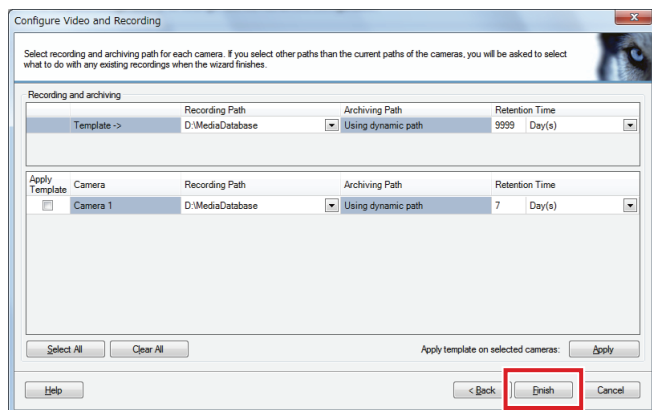 Configure Video and Recording
Select recording and archiving path for each camera. If you select other paths than the current paths of the cameras, you will be asked to select
what to do with any existing recordings when the wizard finishes.
Recording and archiving
Recording Path Archiving Path Retention Time
Template -> D:\MediaDatabase Using dynamic path 9999 Day(s)
Apply
Template Camera Recording Path Archiving Path Retention Time
Camera 1 D:\MediaDatabase Using dynamic path 7 Day(s)
Select All Clear All Apply template on selected cameras: Apply
Help < Back Finish Cancel